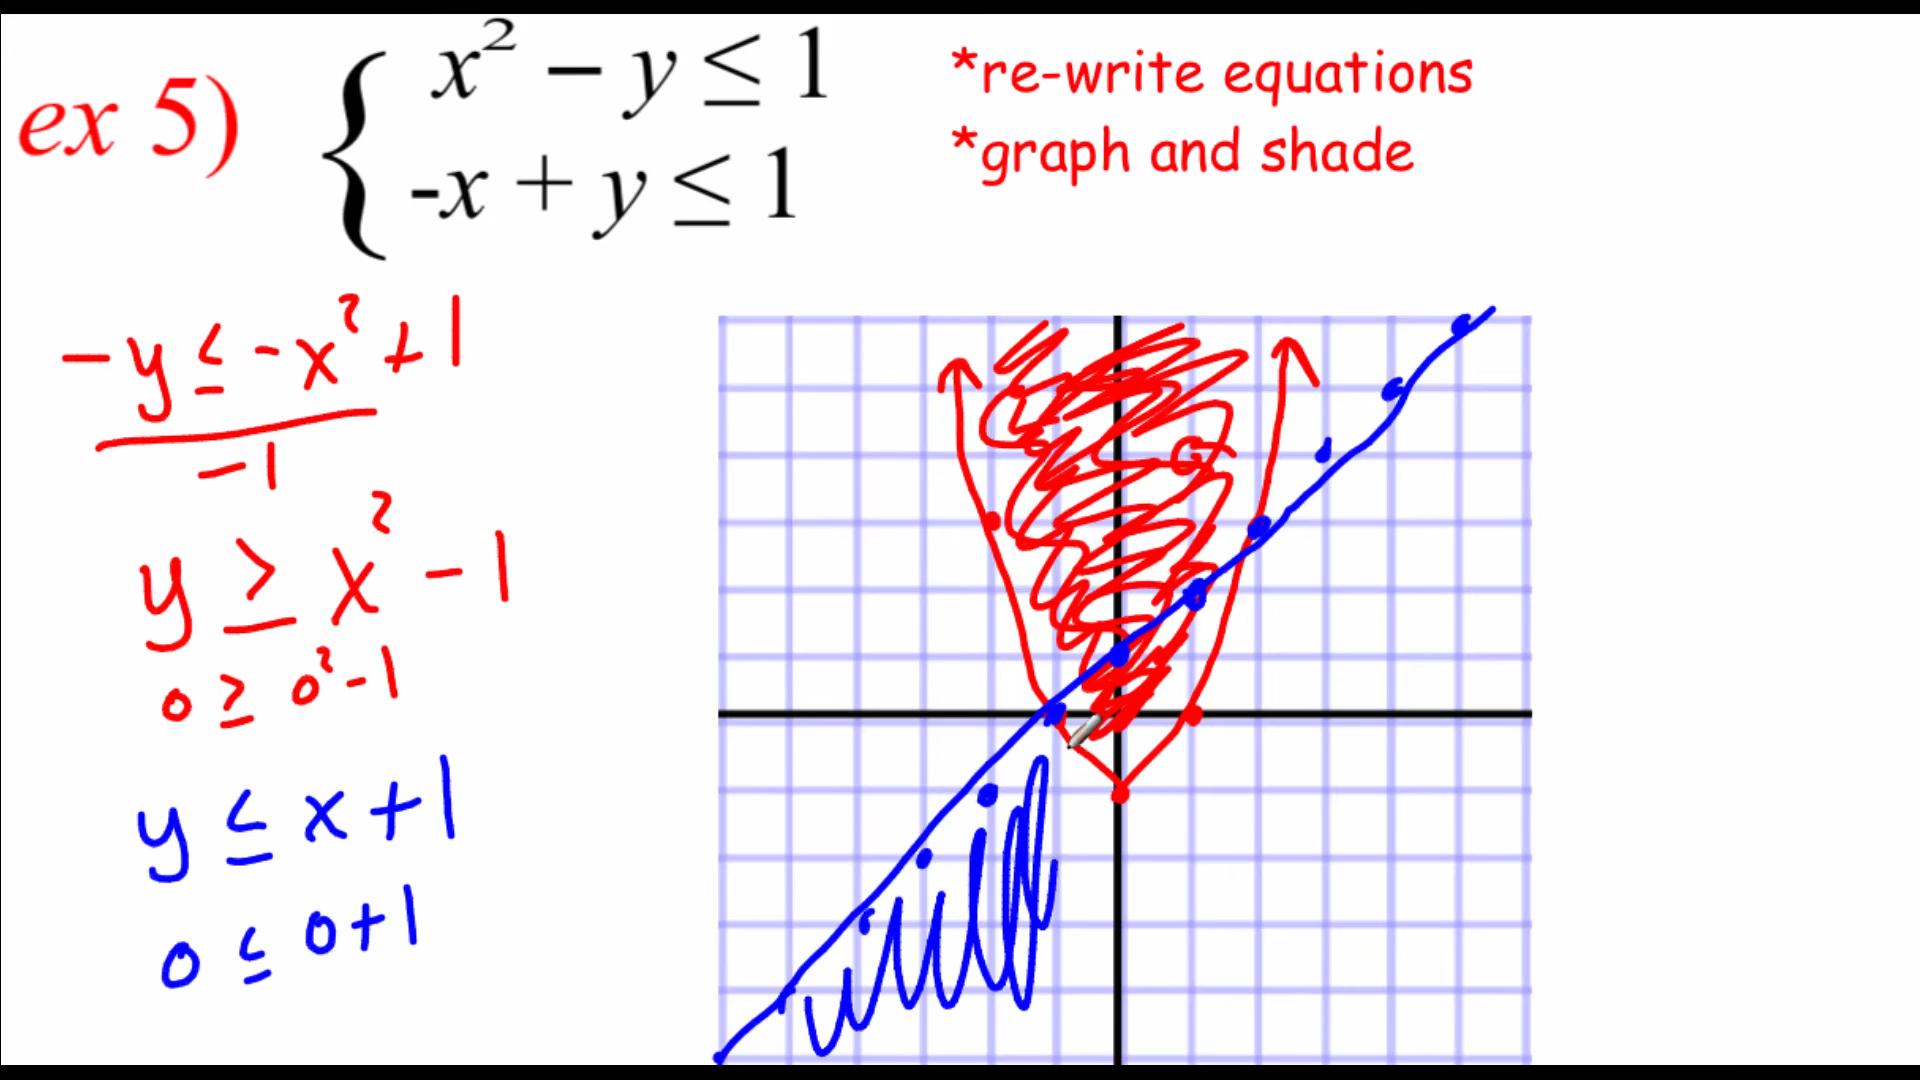 ex 5) { x² − y ≤ 1
-x + y ≤ 1
*re-write equations
*graph and shade
-y ≤ -x² + 1
-1
y ≥ x² - 1
0 ≥ 0² - 1
y ≤ x + 1
0 ≤ 0 + 1